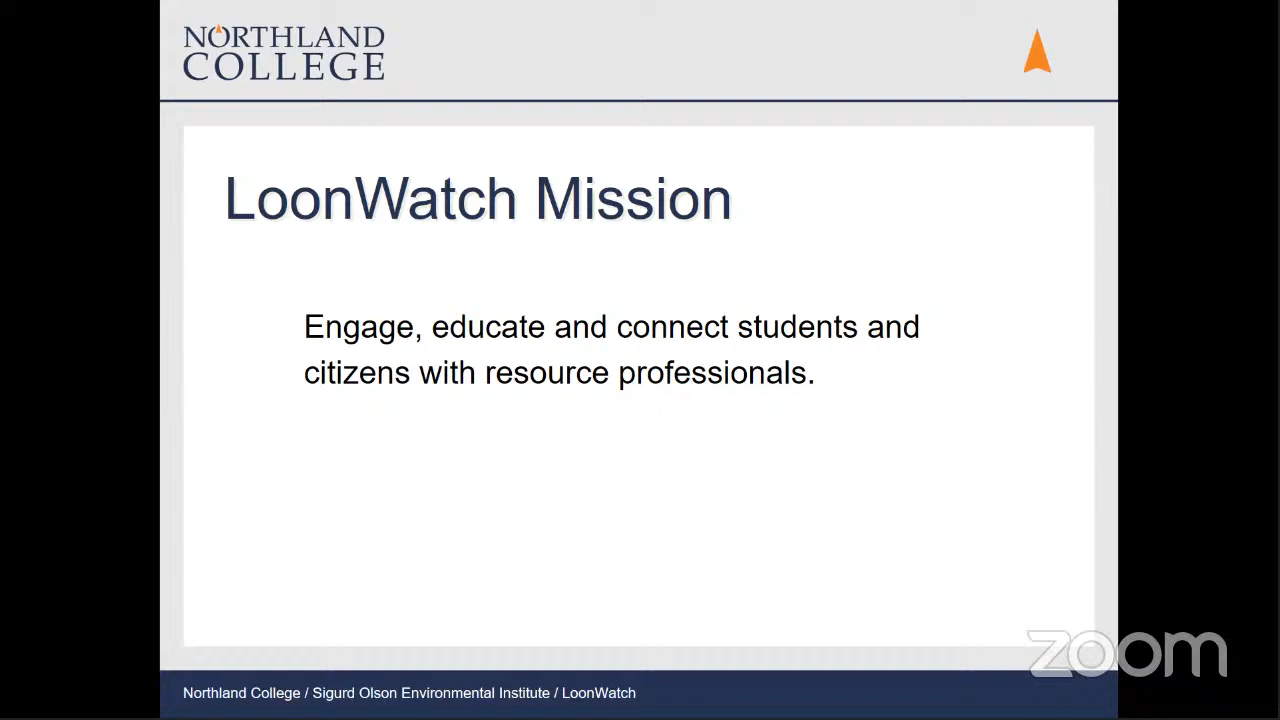 NORTHLAND
COLLEGE
LoonWatch Mission
Engage, educate and connect students and
citizens with resource professionals.
zoom
Northland College / Sigurd Olson Environmental Institute / LoonWatch